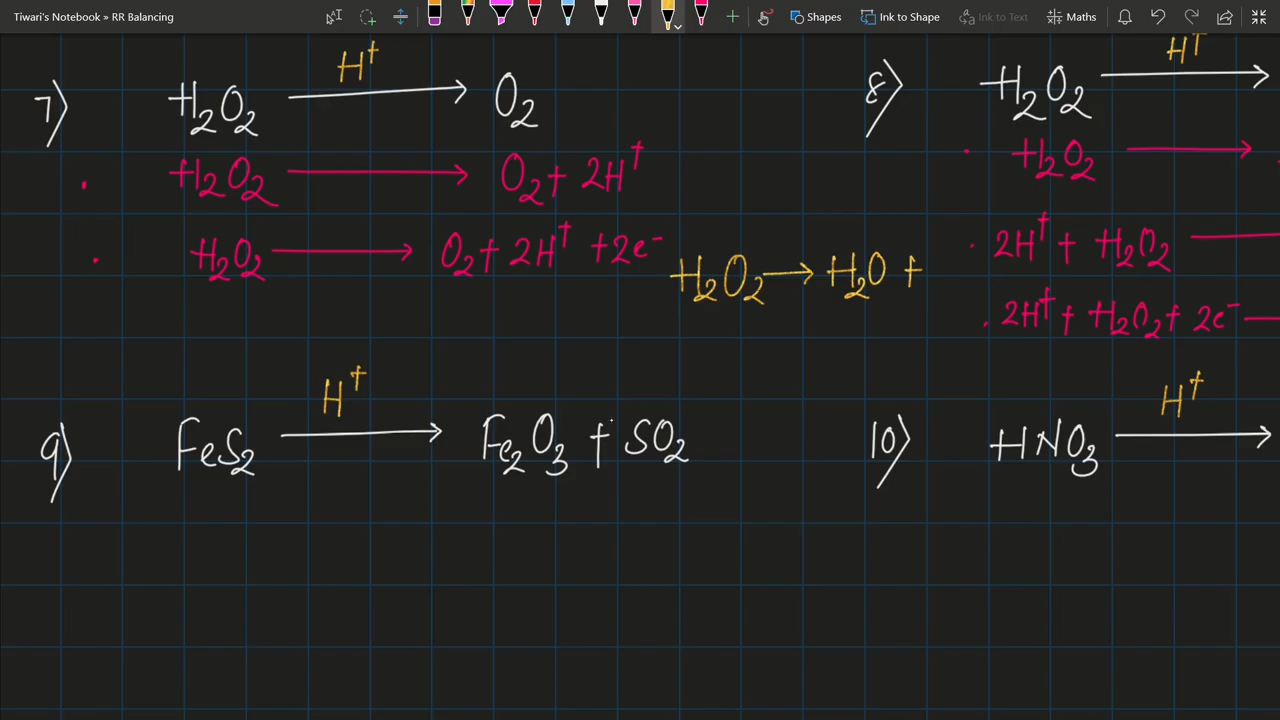 Tiwari's Notebook » RR Balancing
Shapes
Ink to Shape
Ink to Text
Maths
7) H₂O₂ —H⁺→ O₂
H₂O₂ ⟶ O₂ + 2H⁺
H₂O₂ ⟶ O₂ + 2H⁺ + 2e⁻
H₂O₂ → H₂O +
8) H₂O₂ —H⁺→
H₂O₂ ⟶
2H⁺ + H₂O₂ —
2H⁺ + H₂O₂ + 2e⁻ —
9) FeS₂ —H⁺→ Fe₂O₃ + SO₂
10) HNO₃ —H⁺→